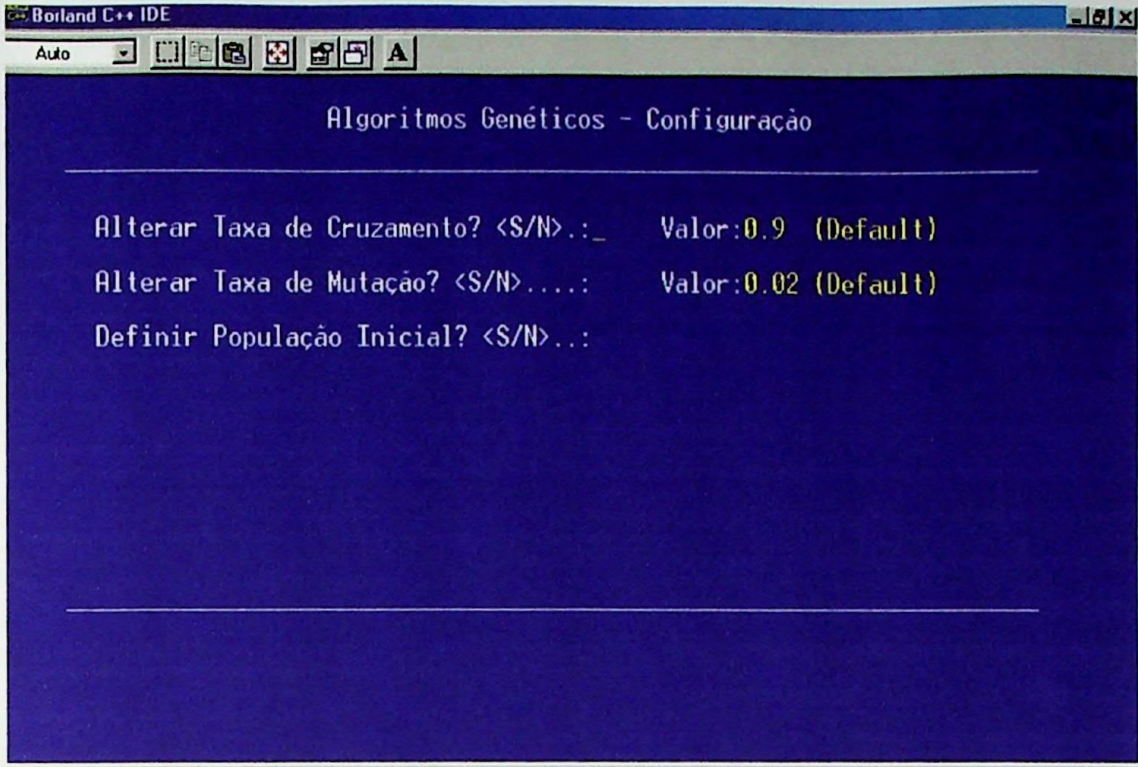 Borland C++ IDE
Auto A
Algoritmos Genéticos - Configuração
Alterar Taxa de Cruzamento? <S/N>.:_ Valor:0.9 (Default)
Alterar Taxa de Mutação? <S/N>....: Valor:0.02 (Default)
Definir População Inicial? <S/N>..: